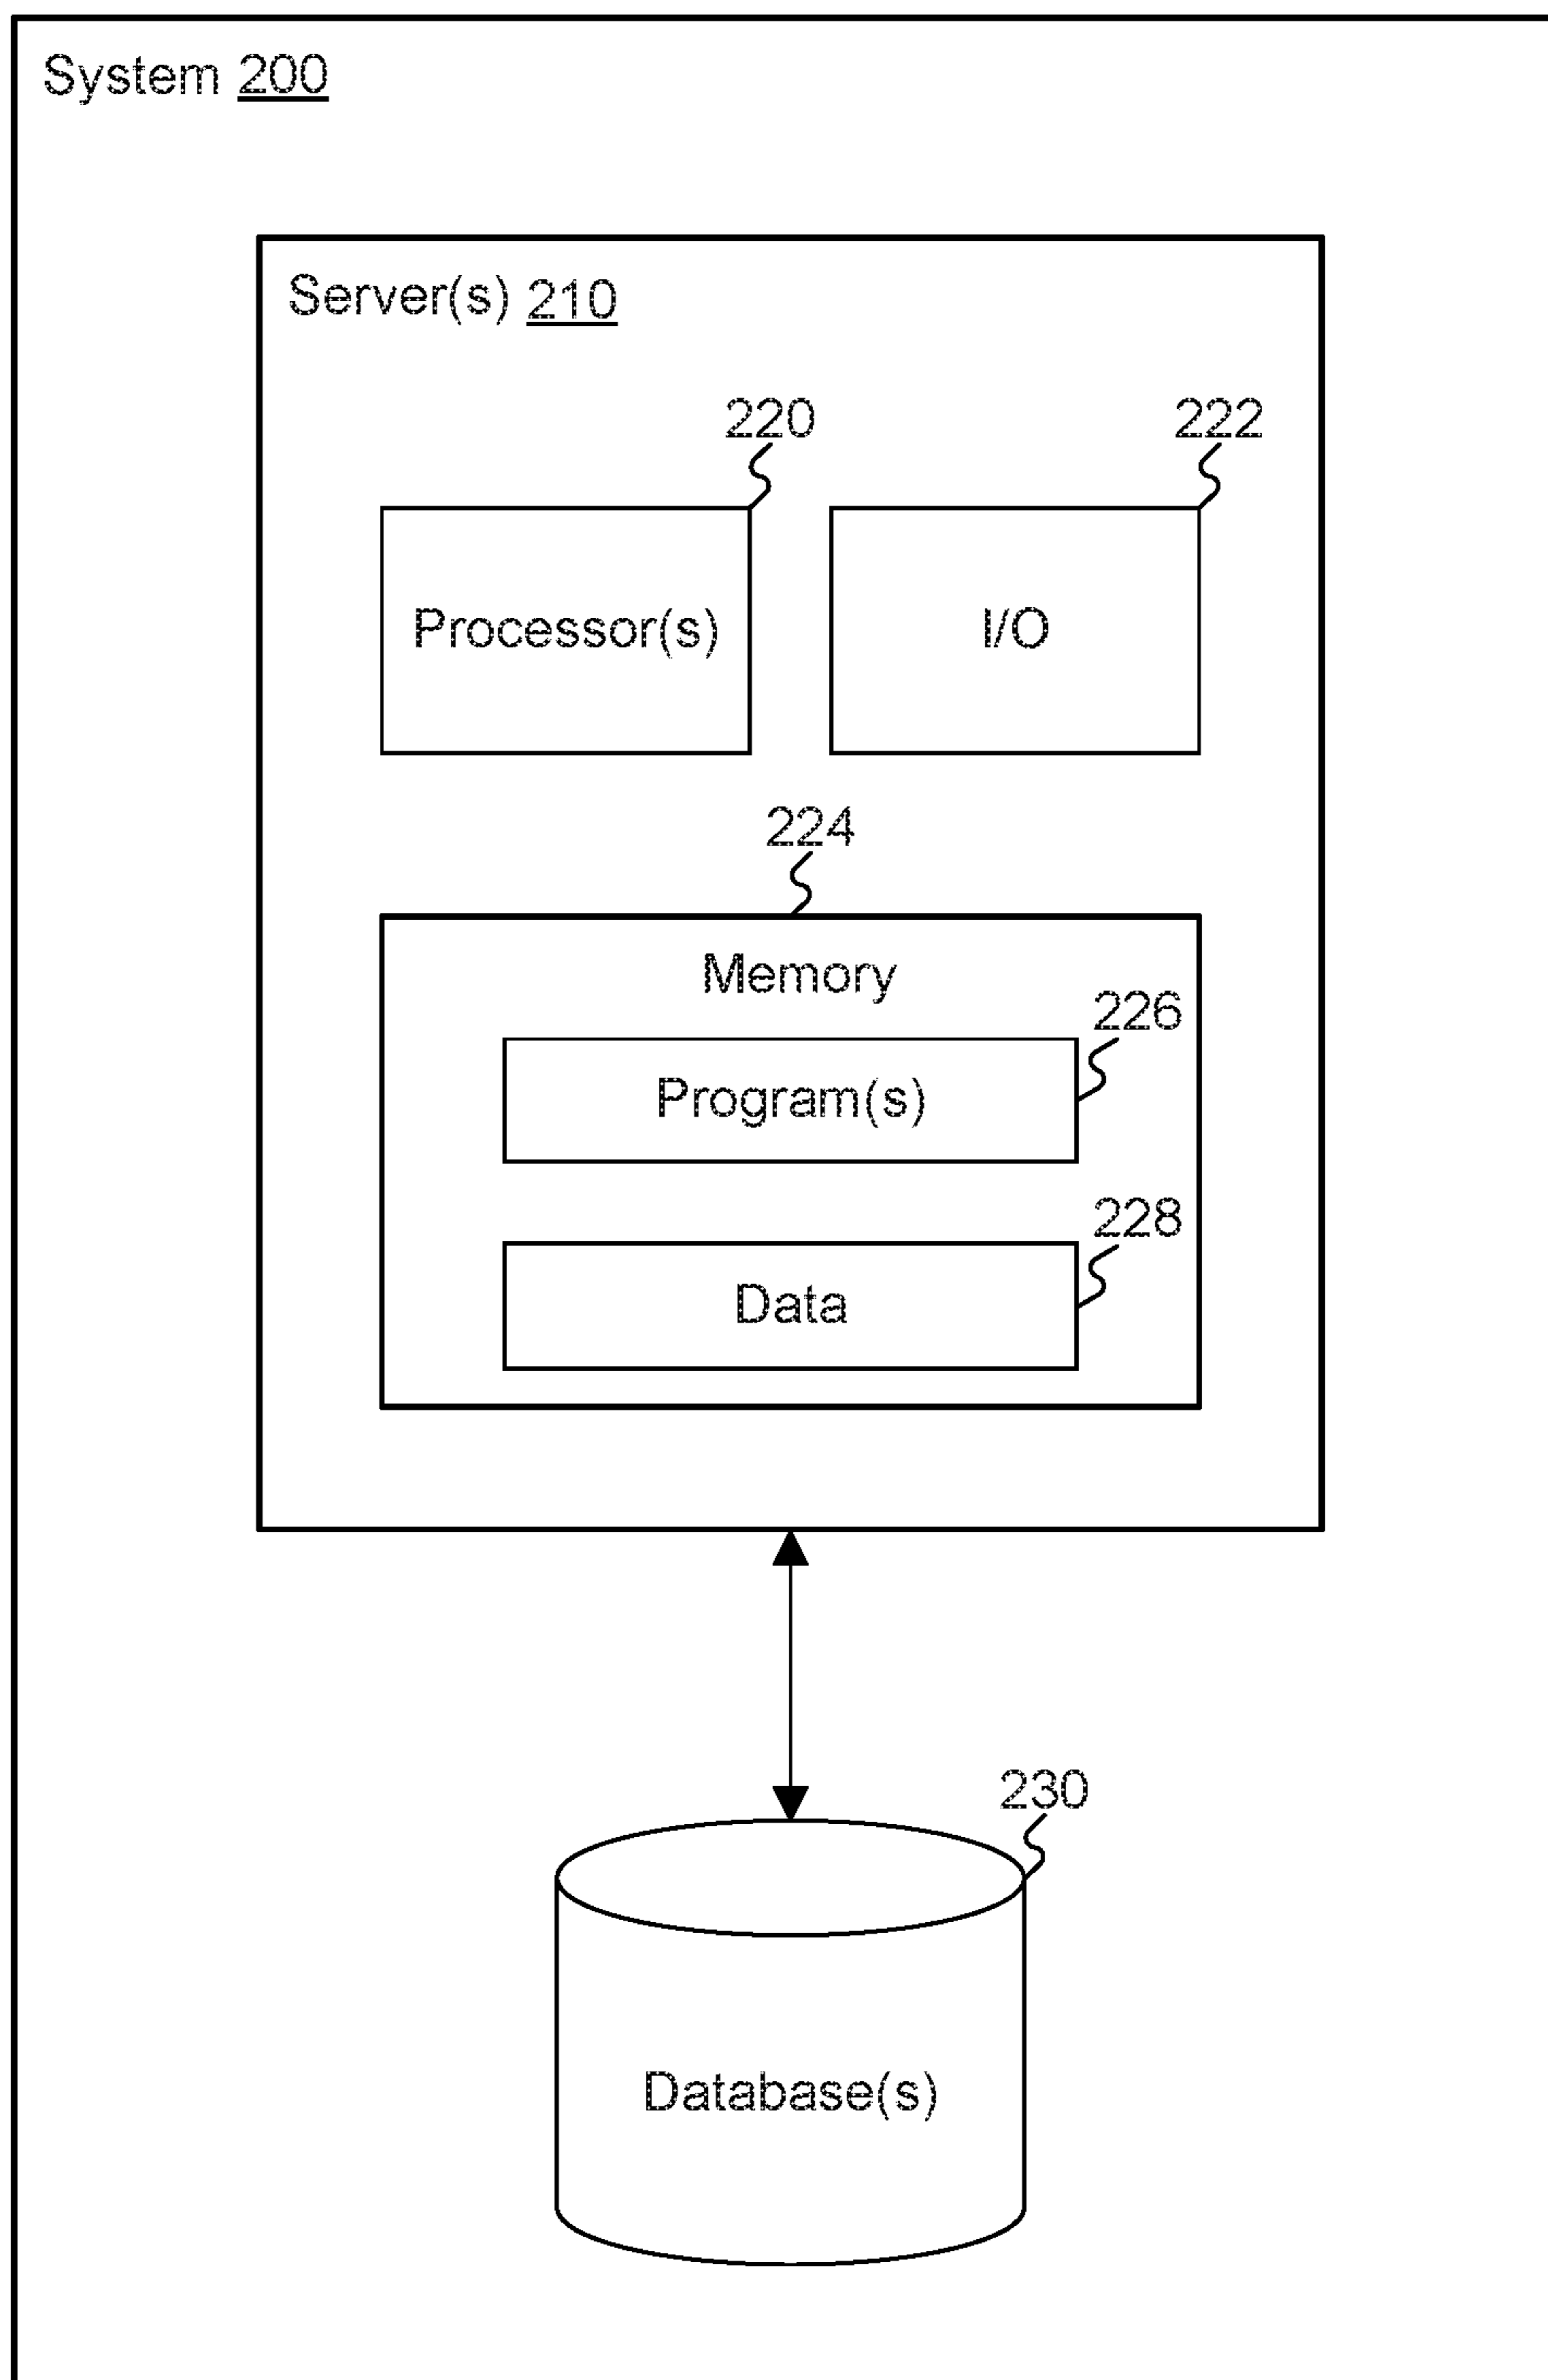 System 200
Server(s) 210
220
222
Processor(s)
I/O
224
Memory
226
Program(s)
228
Data
230
Database(s)